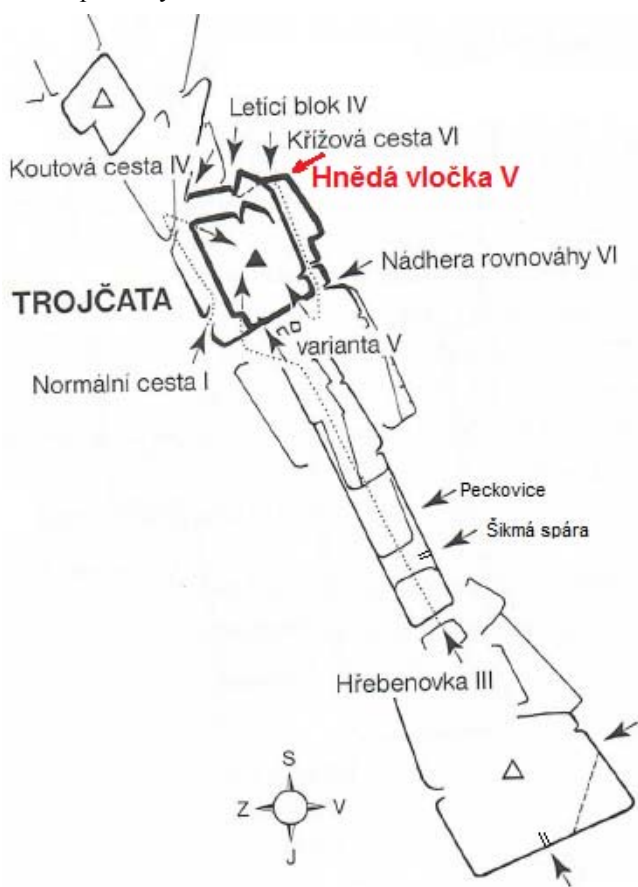 Letící blok IV
Křížová cesta VI
Koutová cesta IV
Hnědá vločka V
Nádhera rovnováhy VI
TROJČATA
varianta V
Normální cesta I
Peckovice
Šikmá spára
Hřebenovka III
S
Z V
J